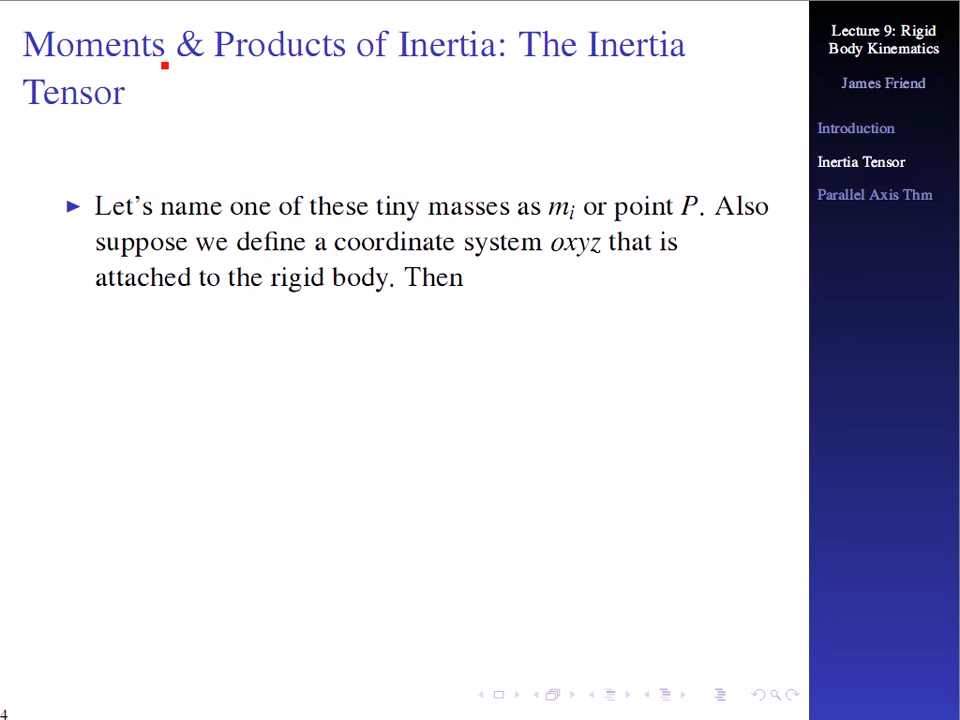 Moments & Products of Inertia: The Inertia
Tensor
▶ Let's name one of these tiny masses as mᵢ or point P. Also
suppose we define a coordinate system oxyz that is
attached to the rigid body. Then
Lecture 9: Rigid
Body Kinematics
James Friend
Introduction
Inertia Tensor
Parallel Axis Thm
4